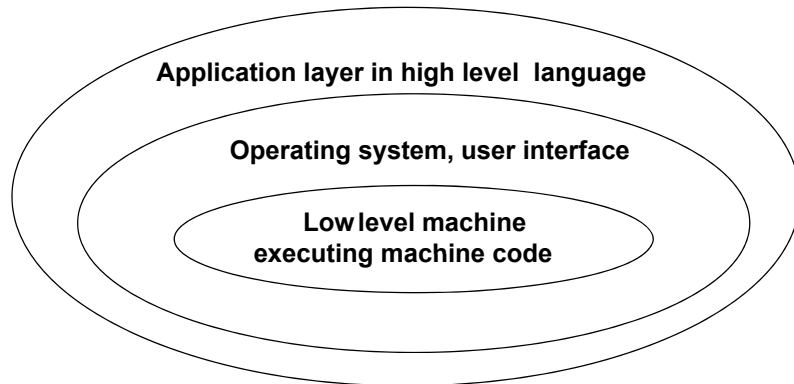 Application layer in high level language
Operating system, user interface
Low level machine
executing machine code